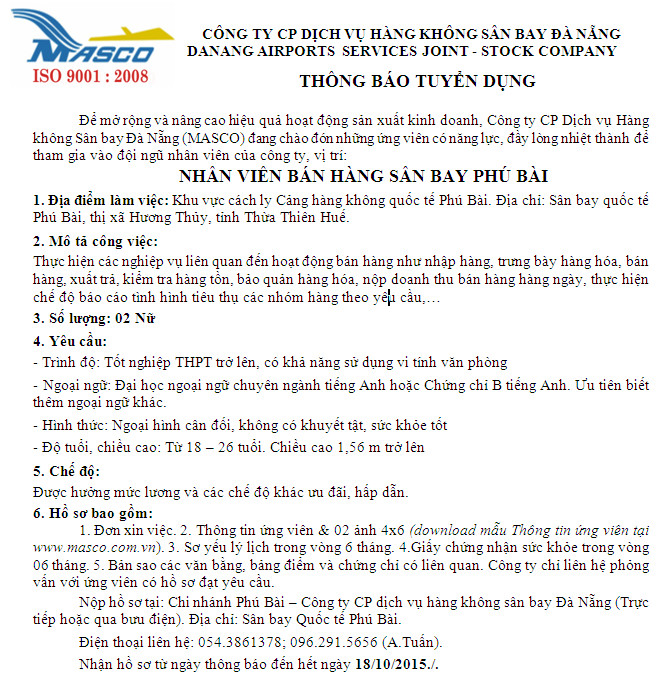 MASCO
ISO 9001 : 2008
CÔNG TY CP DỊCH VỤ HÀNG KHÔNG SÂN BAY ĐÀ NẴNG
DANANG AIRPORTS SERVICES JOINT - STOCK COMPANY
THÔNG BÁO TUYỂN DỤNG
Để mở rộng và nâng cao hiệu quả hoạt động sản xuất kinh doanh, Công ty CP Dịch vụ Hàng
không Sân bay Đà Nẵng (MASCO) đang chào đón những ứng viên có năng lực, đầy lòng nhiệt thành để
tham gia vào đội ngũ nhân viên của công ty, vị trí:
NHÂN VIÊN BÁN HÀNG SÂN BAY PHÚ BÀI
1. Địa điểm làm việc: Khu vực cách ly Cảng hàng không quốc tế Phú Bài. Địa chỉ: Sân bay quốc tế
Phú Bài, thị xã Hương Thủy, tỉnh Thừa Thiên Huế.
2. Mô tả công việc:
Thực hiện các nghiệp vụ liên quan đến hoạt động bán hàng như nhập hàng, trưng bày hàng hóa, bán
hàng, xuất trả, kiểm tra hàng tồn, bảo quản hàng hóa, nộp doanh thu bán hàng hàng ngày, thực hiện
chế độ báo cáo tình hình tiêu thụ các nhóm hàng theo yêu cầu,…
3. Số lượng: 02 Nữ
4. Yêu cầu:
- Trình độ: Tốt nghiệp THPT trở lên, có khả năng sử dụng vi tính văn phòng
- Ngoại ngữ: Đại học ngoại ngữ chuyên ngành tiếng Anh hoặc Chứng chỉ B tiếng Anh. Ưu tiên biết
thêm ngoại ngữ khác.
- Hình thức: Ngoại hình cân đối, không có khuyết tật, sức khỏe tốt
- Độ tuổi, chiều cao: Từ 18 – 26 tuổi. Chiều cao 1,56 m trở lên
5. Chế độ:
Được hưởng mức lương và các chế độ khác ưu đãi, hấp dẫn.
6. Hồ sơ bao gồm:
1. Đơn xin việc. 2. Thông tin ứng viên & 02 ảnh 4x6 (download mẫu Thông tin ứng viên tại
www.masco.com.vn). 3. Sơ yếu lý lịch trong vòng 6 tháng. 4.Giấy chứng nhận sức khỏe trong vòng
06 tháng. 5. Bản sao các văn bằng, bảng điểm và chứng chỉ có liên quan. Công ty chỉ liên hệ phỏng
vấn với ứng viên có hồ sơ đạt yêu cầu.
Nộp hồ sơ tại: Chi nhánh Phú Bài – Công ty CP dịch vụ hàng không sân bay Đà Nẵng (Trực
tiếp hoặc qua bưu điện). Địa chỉ: Sân bay Quốc tế Phú Bài.
Điện thoại liên hệ: 054.3861378; 096.291.5656 (A.Tuấn).
Nhận hồ sơ từ ngày thông báo đến hết ngày 18/10/2015./.